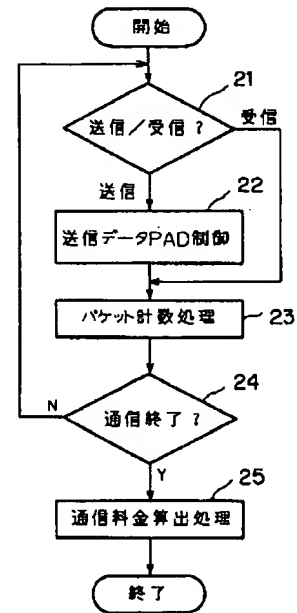 開始
21
送信／受信？
受信
送信
22
送信データPAD制御
パケット計数処理
23
24
通信終了？
N
Y
25
通信料金算出処理
終了